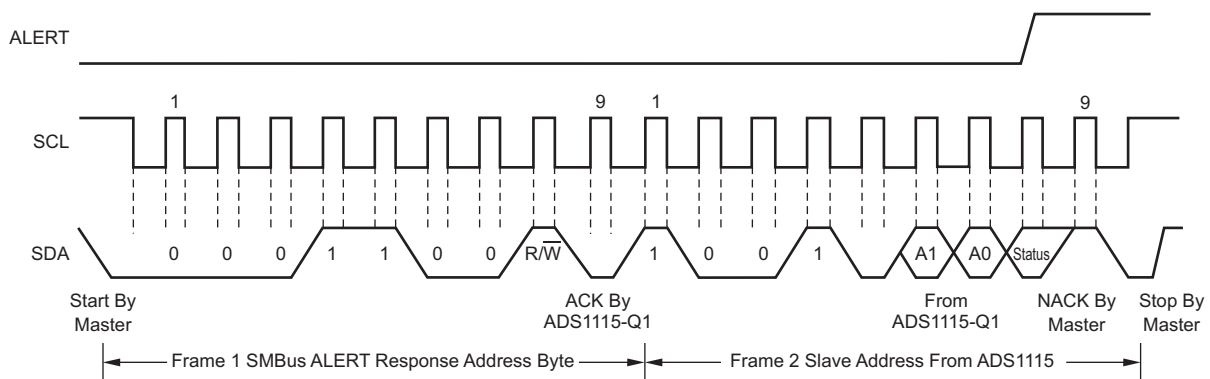 ALERT
1 9 1 9
SCL
SDA
0 0 0 1 1 0 0 R/W 1 0 0 1 A1 A0 Status
Start By
Master
ACK By
ADS1115-Q1
From
ADS1115-Q1
NACK By
Master
Stop By
Master
Frame 1 SMBus ALERT Response Address Byte
Frame 2 Slave Address From ADS1115